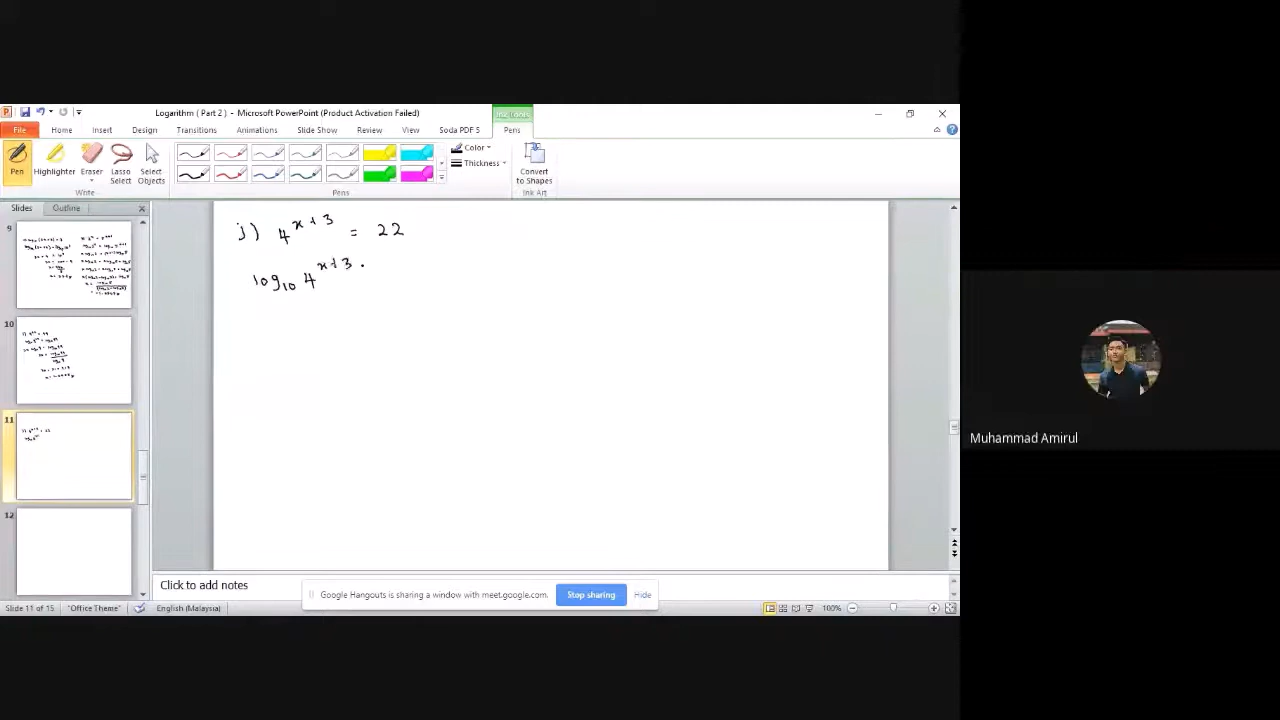 Logarithm ( Part 2 ) - Microsoft PowerPoint (Product Activation Failed)
Ink Tools
File Home Insert Design Transitions Animations Slide Show Review View Soda PDF 5 Pens
Pen Highlighter Eraser Lasso Select Select Objects
Color
Thickness
Convert to Shapes
Write Pens Ink Art
Slides Outline
9
10
11
12
j) 4^{x+3} = 22
log_{10} 4^{x+3}
Click to add notes
Google Hangouts is sharing a window with meet.google.com. Stop sharing Hide
Slide 11 of 15 "Office Theme" English (Malaysia) 100%
Muhammad Amirul